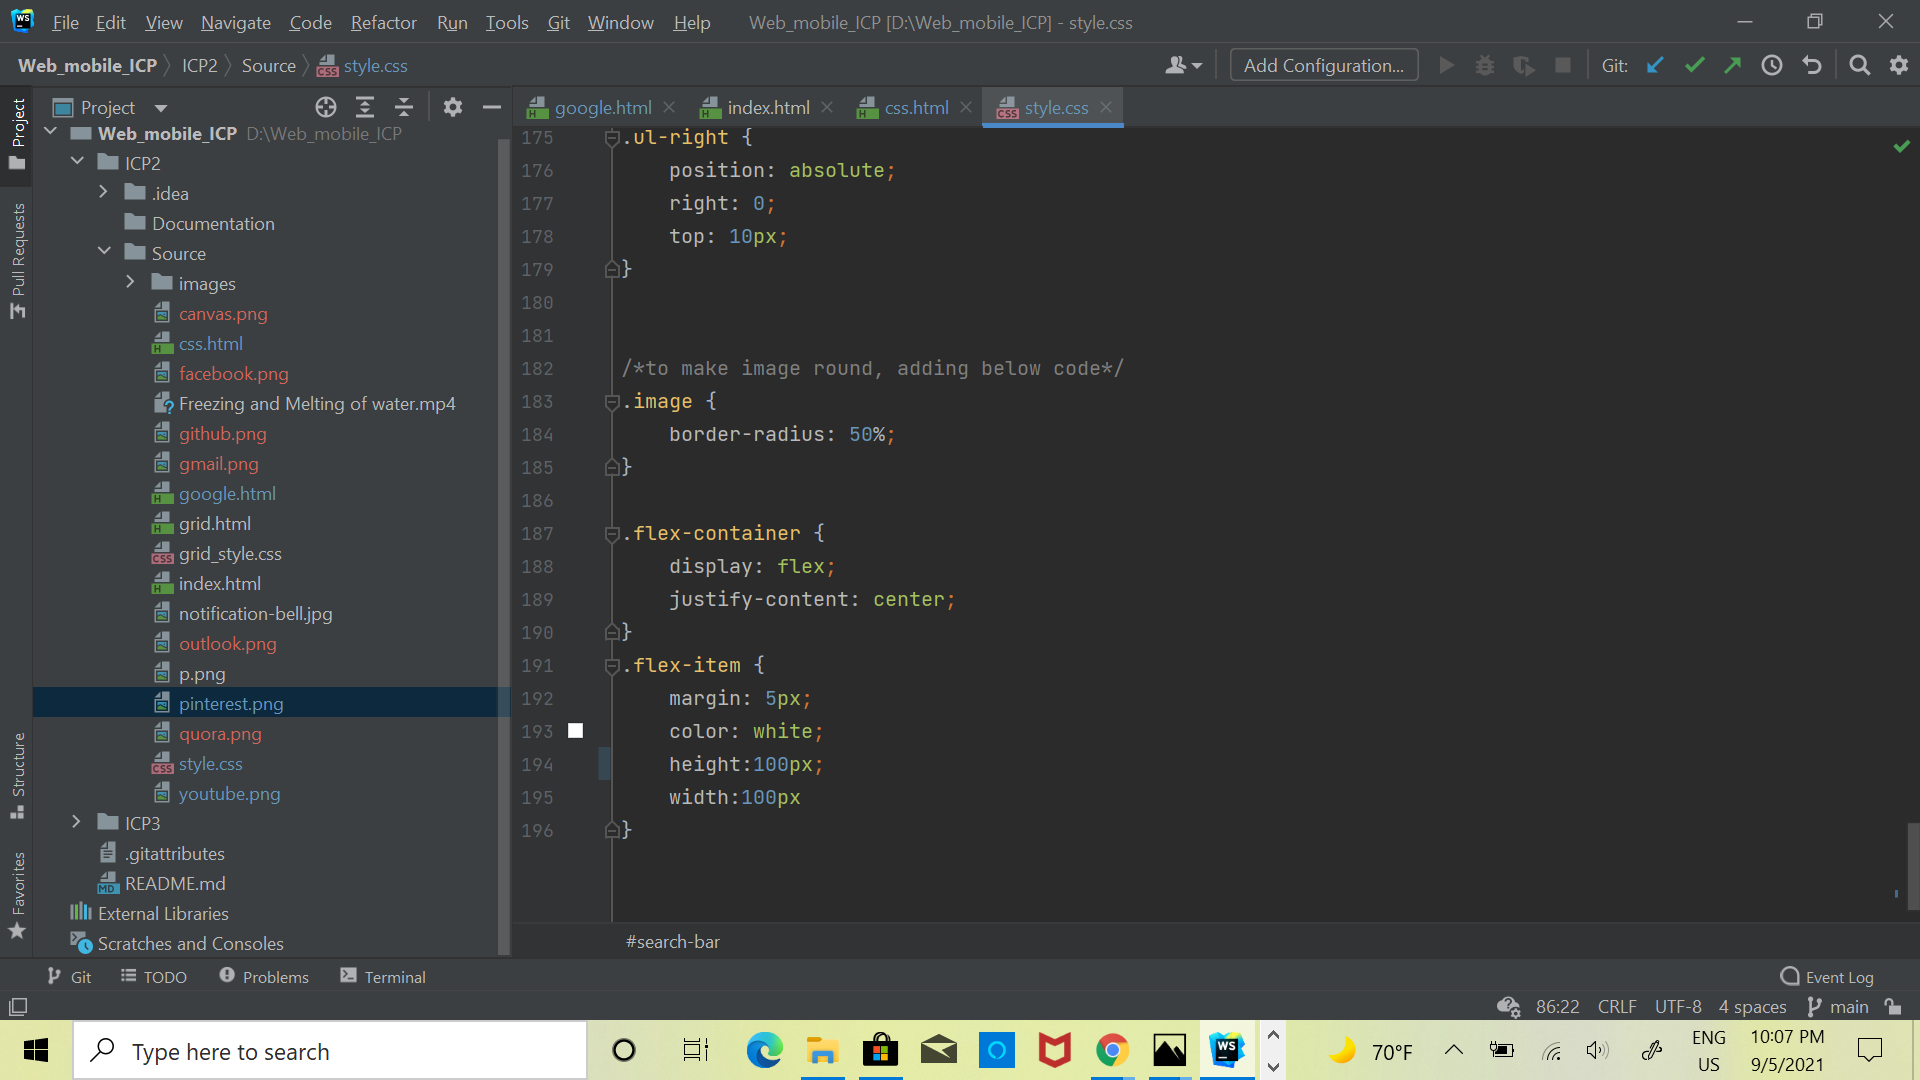 WS File Edit View Navigate Code Refactor Run Tools Git Window Help Web_mobile_ICP [D:\Web_mobile_ICP] - style.css
Web_mobile_ICP ICP2 Source style.css Add Configuration... Git:
Project google.html index.html css.html style.css
Project
Pull Requests
Structure
Favorites
Web_mobile_ICP D:\Web_mobile_ICP
ICP2
.idea
Documentation
Source
images
canvas.png
css.html
facebook.png
Freezing and Melting of water.mp4
github.png
gmail.png
google.html
grid.html
grid_style.css
index.html
notification-bell.jpg
outlook.png
p.png
pinterest.png
quora.png
style.css
youtube.png
ICP3
.gitattributes
README.md
External Libraries
Scratches and Consoles
175 .ul-right {
176 position: absolute;
177 right: 0;
178 top: 10px;
179 }
180
181
182 /*to make image round, adding below code*/
183 .image {
184 border-radius: 50%;
185 }
186
187 .flex-container {
188 display: flex;
189 justify-content: center;
190 }
191 .flex-item {
192 margin: 5px;
193 color: white;
194 height:100px;
195 width:100px
196 }
#search-bar
Git TODO Problems Terminal Event Log
86:22 CRLF UTF-8 4 spaces main
Type here to search WS 70°F ENG US 10:07 PM 9/5/2021